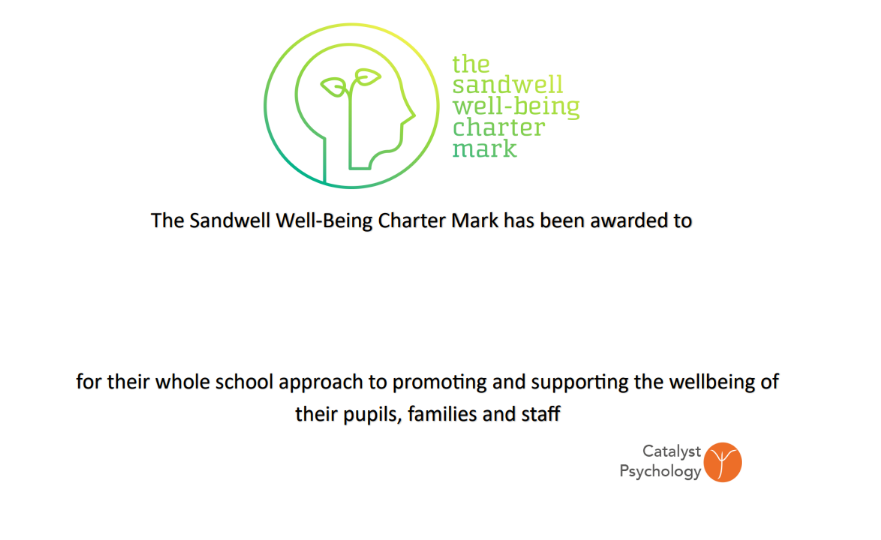 the
sandwell
well-being
charter
mark
The Sandwell Well-Being Charter Mark has been awarded to
for their whole school approach to promoting and supporting the wellbeing of
their pupils, families and staff
Catalyst
Psychology